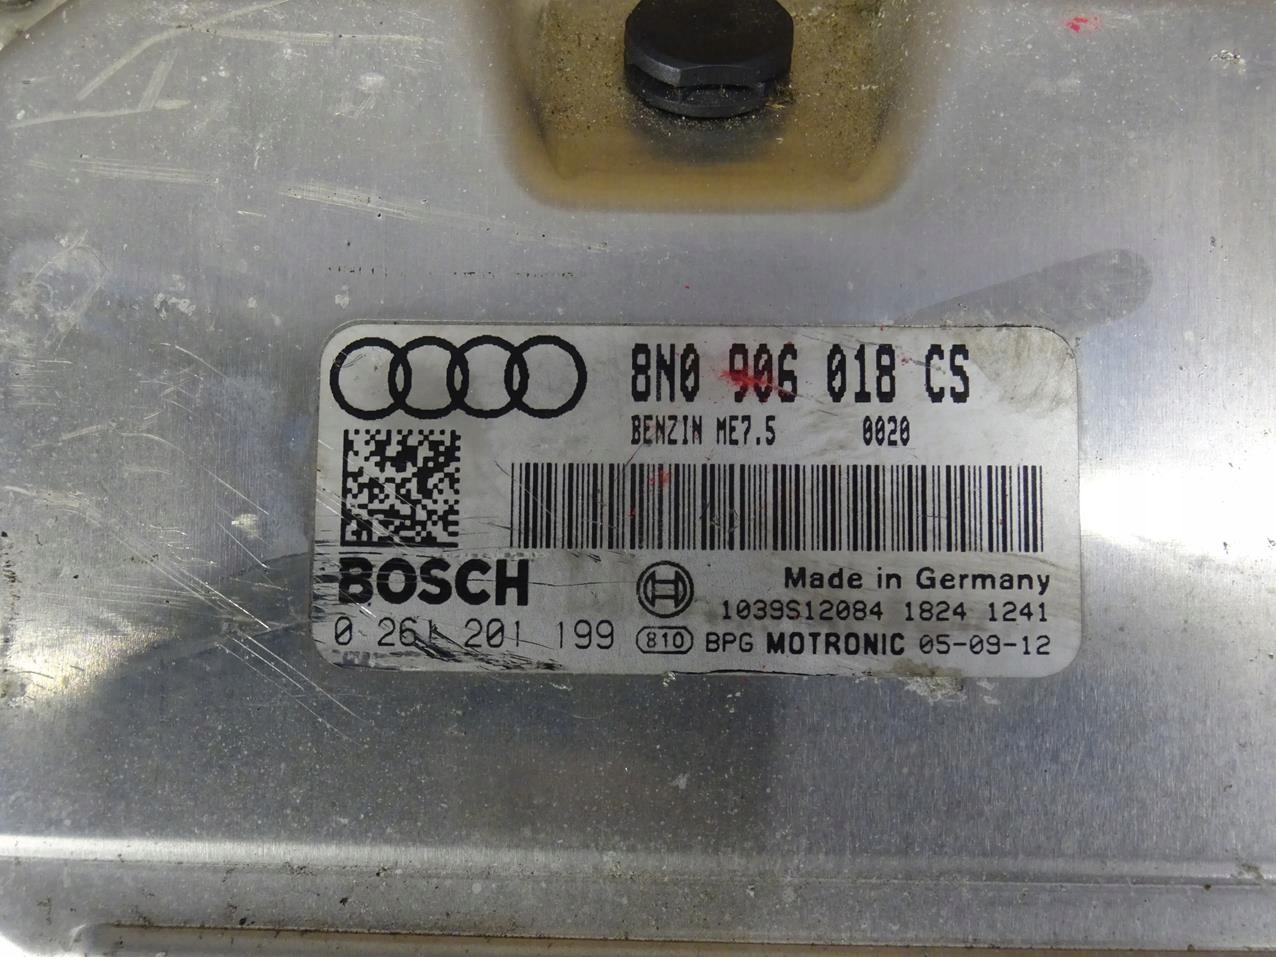 8N0 906 018 CS
BENZIN ME7.5 0020
BOSCH
Made in Germany
1039S12084 1824 1241
0 261 201 199 810 BPG MOTRONIC 05-09-12